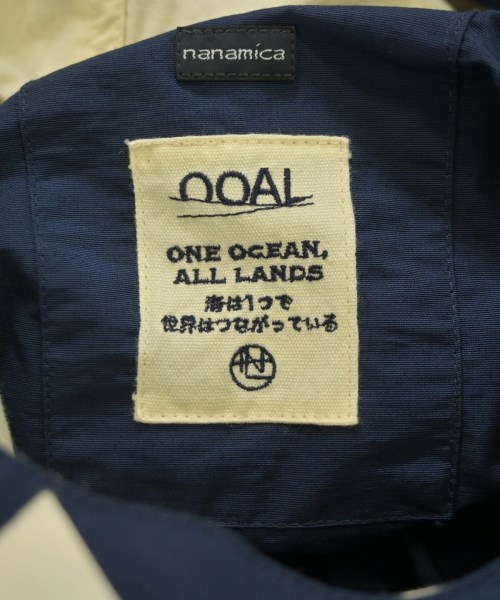 nanamica
OOAL
ONE OCEAN,
ALL LANDS
海は1つで
世界はつながっている